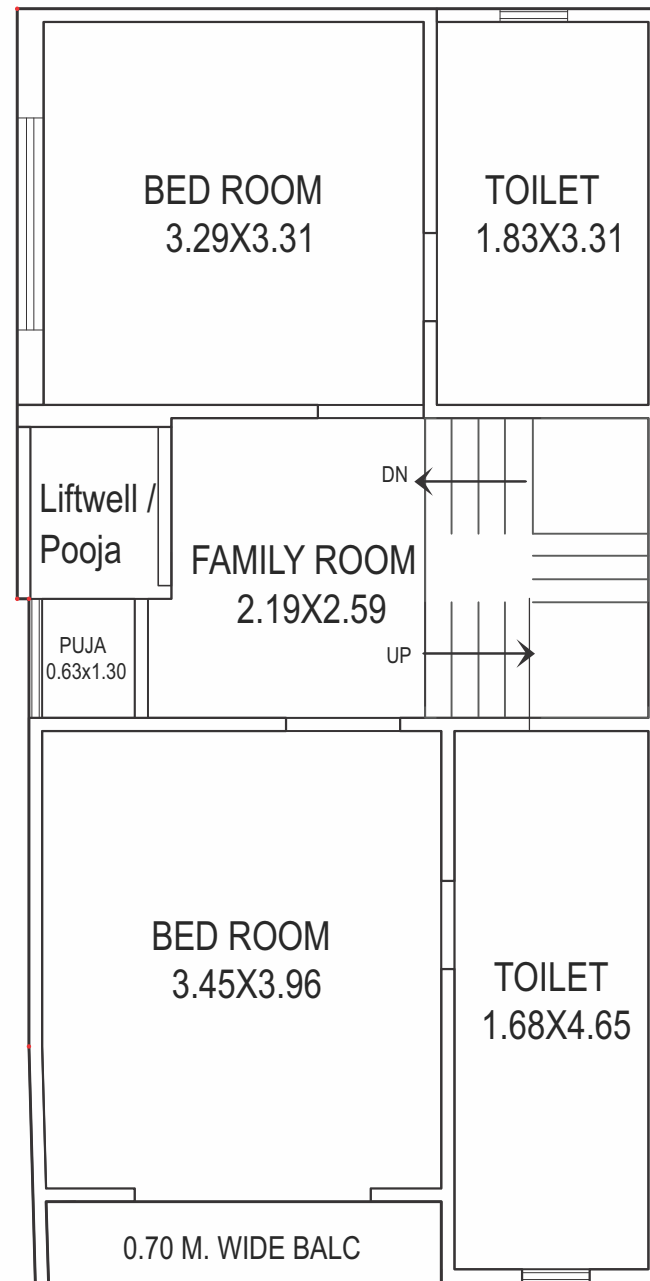 BED ROOM
3.29X3.31
TOILET
1.83X3.31
DN
Liftwell /
Pooja
FAMILY ROOM
2.19X2.59
PUJA
0.63x1.30
UP
BED ROOM
3.45X3.96
TOILET
1.68X4.65
0.70 M. WIDE BALC